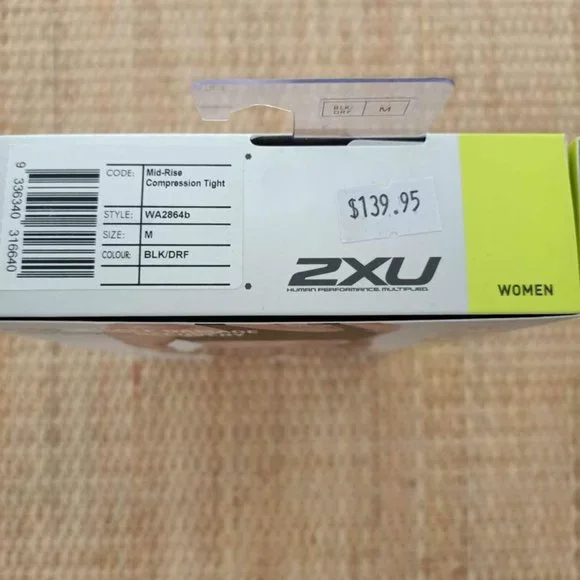 BLK/
DRF
M
9 336340 316640
CODE: Mid-Rise
Compression Tight
STYLE: WA2864b
SIZE: M
COLOUR: BLK/DRF
$139.95
2XU
HUMAN PERFORMANCE. MULTIPLIED.
WOMEN